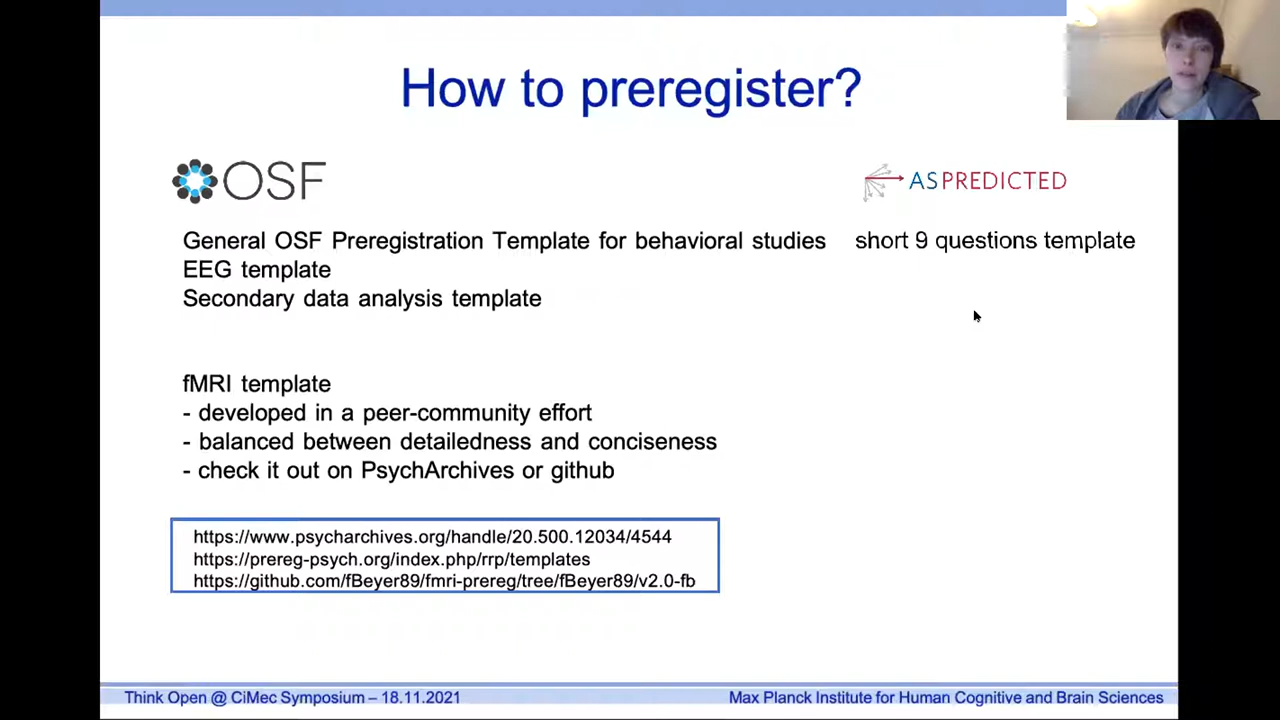 How to preregister?
OSF
ASPREDICTED
General OSF Preregistration Template for behavioral studies
short 9 questions template
EEG template
Secondary data analysis template
fMRI template
- developed in a peer-community effort
- balanced between detailedness and conciseness
- check it out on PsychArchives or github
https://www.psycharchives.org/handle/20.500.12034/4544
https://prereg-psych.org/index.php/rrp/templates
https://github.com/fBeyer89/fmri-prereg/tree/fBeyer89/v2.0-fb
Think Open @ CiMec Symposium – 18.11.2021
Max Planck Institute for Human Cognitive and Brain Sciences